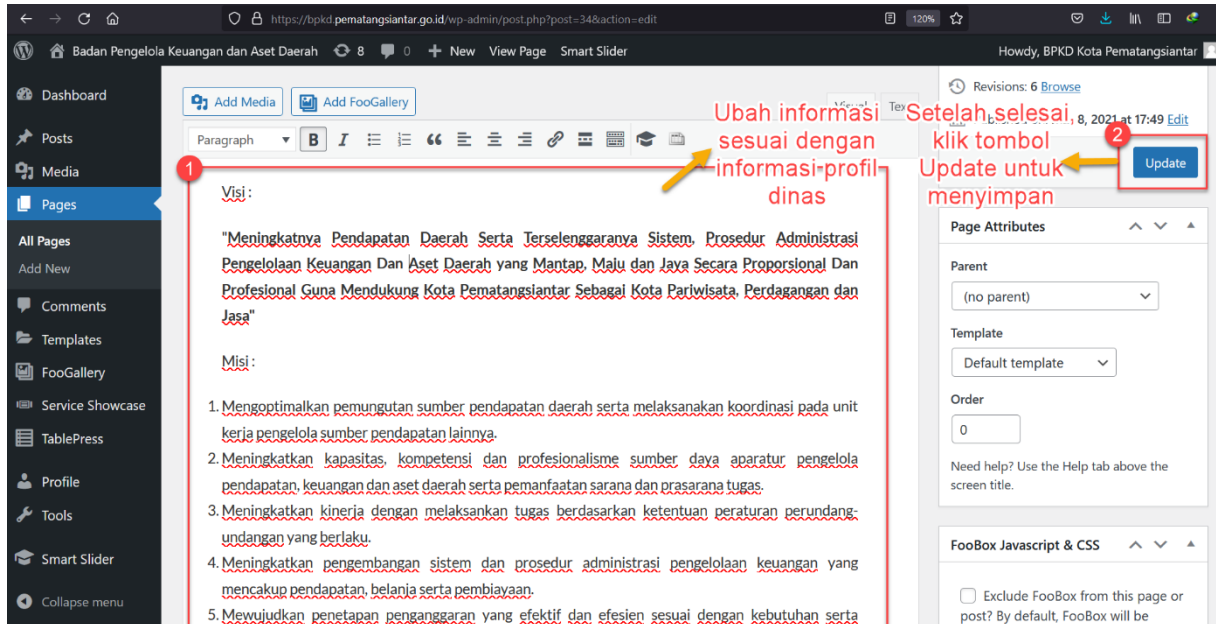 https://bpkd.pematangsiantar.go.id/wp-admin/post.php?post=34&action=edit
120%
Badan Pengelola Keuangan dan Aset Daerah
8
0
New
View Page
Smart Slider
Howdy, BPKD Kota Pematangsiantar
Dashboard
Posts
Media
Pages
All Pages
Add New
Comments
Templates
FooGallery
Service Showcase
TablePress
Profile
Tools
Smart Slider
Collapse menu
Add Media
Add FooGallery
Visual
Paragraph
B
I
Ubah informasi
sesuai dengan
informasi profil
dinas
1
Visi :
"Meningkatnya Pendapatan Daerah Serta Terselenggaranya Sistem, Prosedur Administrasi
Pengelolaan Keuangan Dan Aset Daerah yang Mantap, Maju dan Jaya Secara Proporsional Dan
Profesional Guna Mendukung Kota Pematangsiantar Sebagai Kota Pariwisata, Perdagangan dan
Jasa"
Misi :
1. Mengoptimalkan pemungutan sumber pendapatan daerah serta melaksanakan koordinasi pada unit
kerja pengelola sumber pendapatan lainnya.
2. Meningkatkan kapasitas, kompetensi dan profesionalisme sumber daya aparatur pengelola
pendapatan, keuangan dan aset daerah serta pemanfaatan sarana dan prasarana tugas.
3. Meningkatkan kinerja dengan melaksankan tugas berdasarkan ketentuan peraturan perundang-
undangan yang berlaku.
4. Meningkatkan pengembangan sistem dan prosedur administrasi pengelolaan keuangan yang
mencakup pendapatan, belanja serta pembiayaan.
5. Mewujudkan penetapan penganggaran yang efektif dan efesien sesuai dengan kebutuhan serta
Revisions: 6 Browse
8, 2021 at 17:49 Edit
Setelah selesai,
klik tombol
Update untuk
menyimpan
2
Update
Page Attributes
Parent
(no parent)
Template
Default template
Order
0
Need help? Use the Help tab above the
screen title.
FooBox Javascript & CSS
Exclude FooBox from this page or
post? By default, FooBox will be